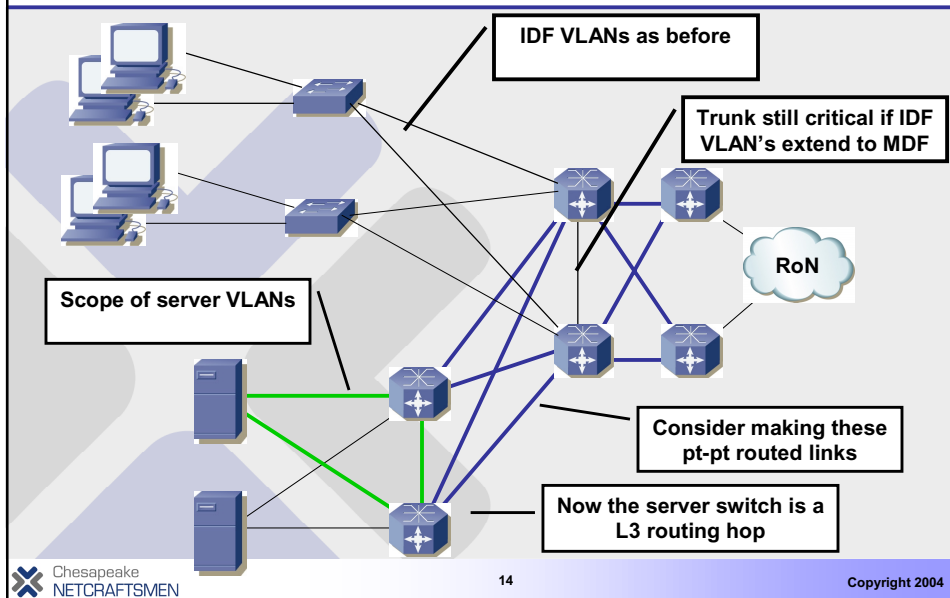 IDF VLANs as before
Trunk still critical if IDF
VLAN's extend to MDF
RoN
Scope of server VLANs
Consider making these
pt-pt routed links
Now the server switch is a
L3 routing hop
Chesapeake
NETCRAFTSMEN
14
Copyright 2004